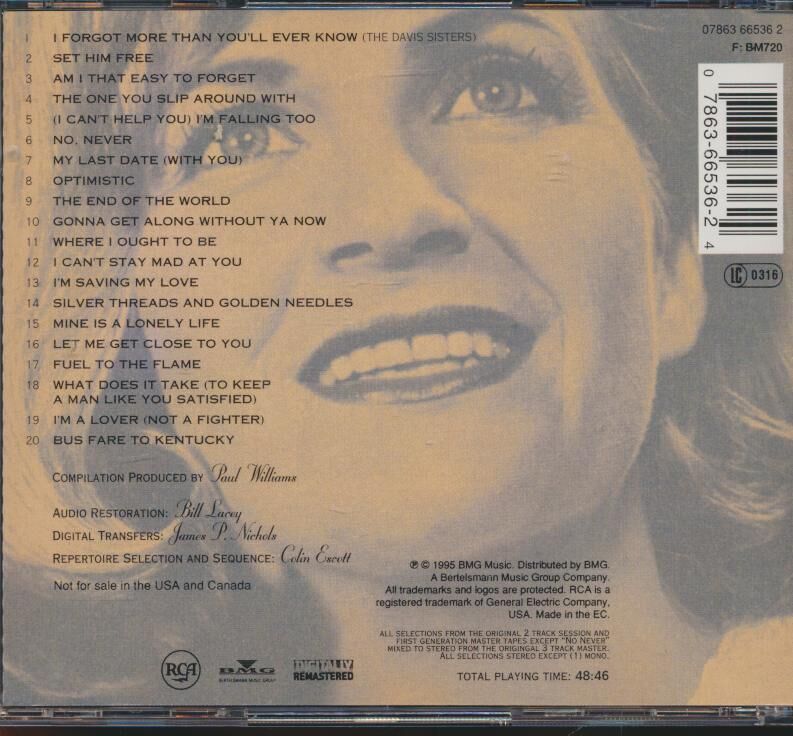 1 I FORGOT MORE THAN YOU'LL EVER KNOW (THE DAVIS SISTERS)
2 SET HIM FREE
3 AM I THAT EASY TO FORGET
4 THE ONE YOU SLIP AROUND WITH
5 (I CAN'T HELP YOU) I'M FALLING TOO
6 NO, NEVER
7 MY LAST DATE (WITH YOU)
8 OPTIMISTIC
9 THE END OF THE WORLD
10 GONNA GET ALONG WITHOUT YA NOW
11 WHERE I OUGHT TO BE
12 I CAN'T STAY MAD AT YOU
13 I'M SAVING MY LOVE
14 SILVER THREADS AND GOLDEN NEEDLES
15 MINE IS A LONELY LIFE
16 LET ME GET CLOSE TO YOU
17 FUEL TO THE FLAME
18 WHAT DOES IT TAKE (TO KEEP
A MAN LIKE YOU SATISFIED)
19 I'M A LOVER (NOT A FIGHTER)
20 BUS FARE TO KENTUCKY
COMPILATION PRODUCED BY Paul Williams
AUDIO RESTORATION: Bill Lacey
DIGITAL TRANSFERS: James P. Nichols
REPERTOIRE SELECTION AND SEQUENCE: Colin Escott
Not for sale in the USA and Canada
07863 66536 2
F: BM720
0 7863-66536-2 4
LC 0316
℗ © 1995 BMG Music. Distributed by BMG.
A Bertelsmann Music Group Company.
All trademarks and logos are protected. RCA is a
registered trademark of General Electric Company,
USA. Made in the EC.
ALL SELECTIONS FROM THE ORIGINAL 2 TRACK SESSION AND
FIRST GENERATION MASTER TAPES EXCEPT "NO NEVER"
MIXED TO STEREO FROM THE ORIGINGAL 3 TRACK MASTER.
ALL SELECTIONS STEREO EXCEPT (1) MONO.
TOTAL PLAYING TIME: 48:46
RCA
BMG
BERTELSMANN MUSIC GROUP
DIGITALLY
REMASTERED